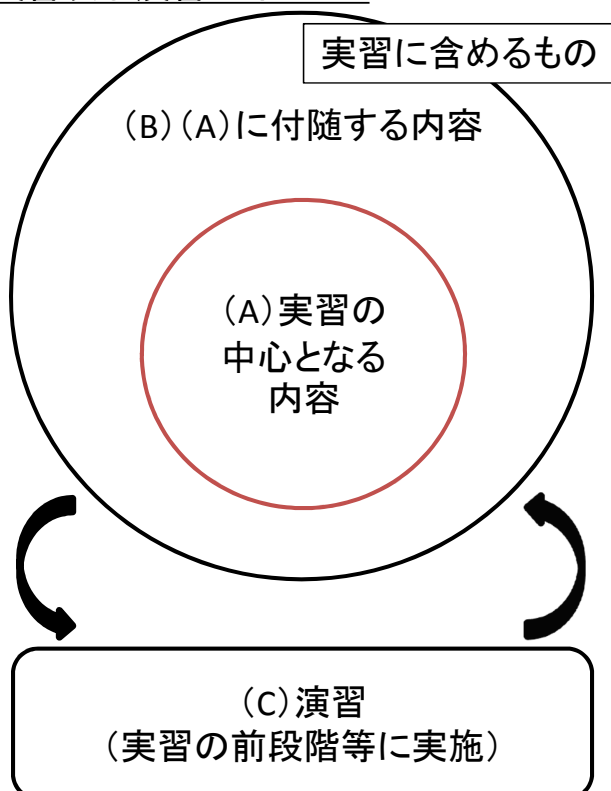 実習に含めるもの
（B）（A）に付随する内容
（A）実習の
中心となる
内容
（C）演習
（実習の前段階等に実施）